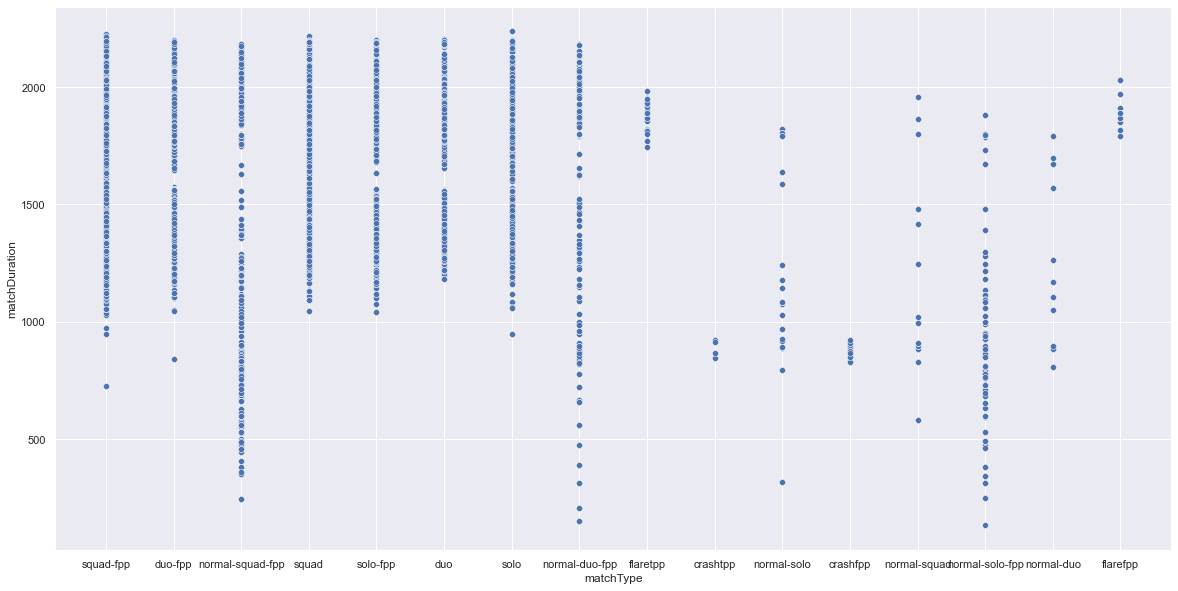 matchDuration
2000
1500
1000
500
squad-fpp duo-fpp normal-squad-fpp squad solo-fpp duo solo normal-duo-fpp flaretpp crashtpp normal-solo crashfpp normal-squad normal-solo-fpp normal-duo flarefpp
matchType